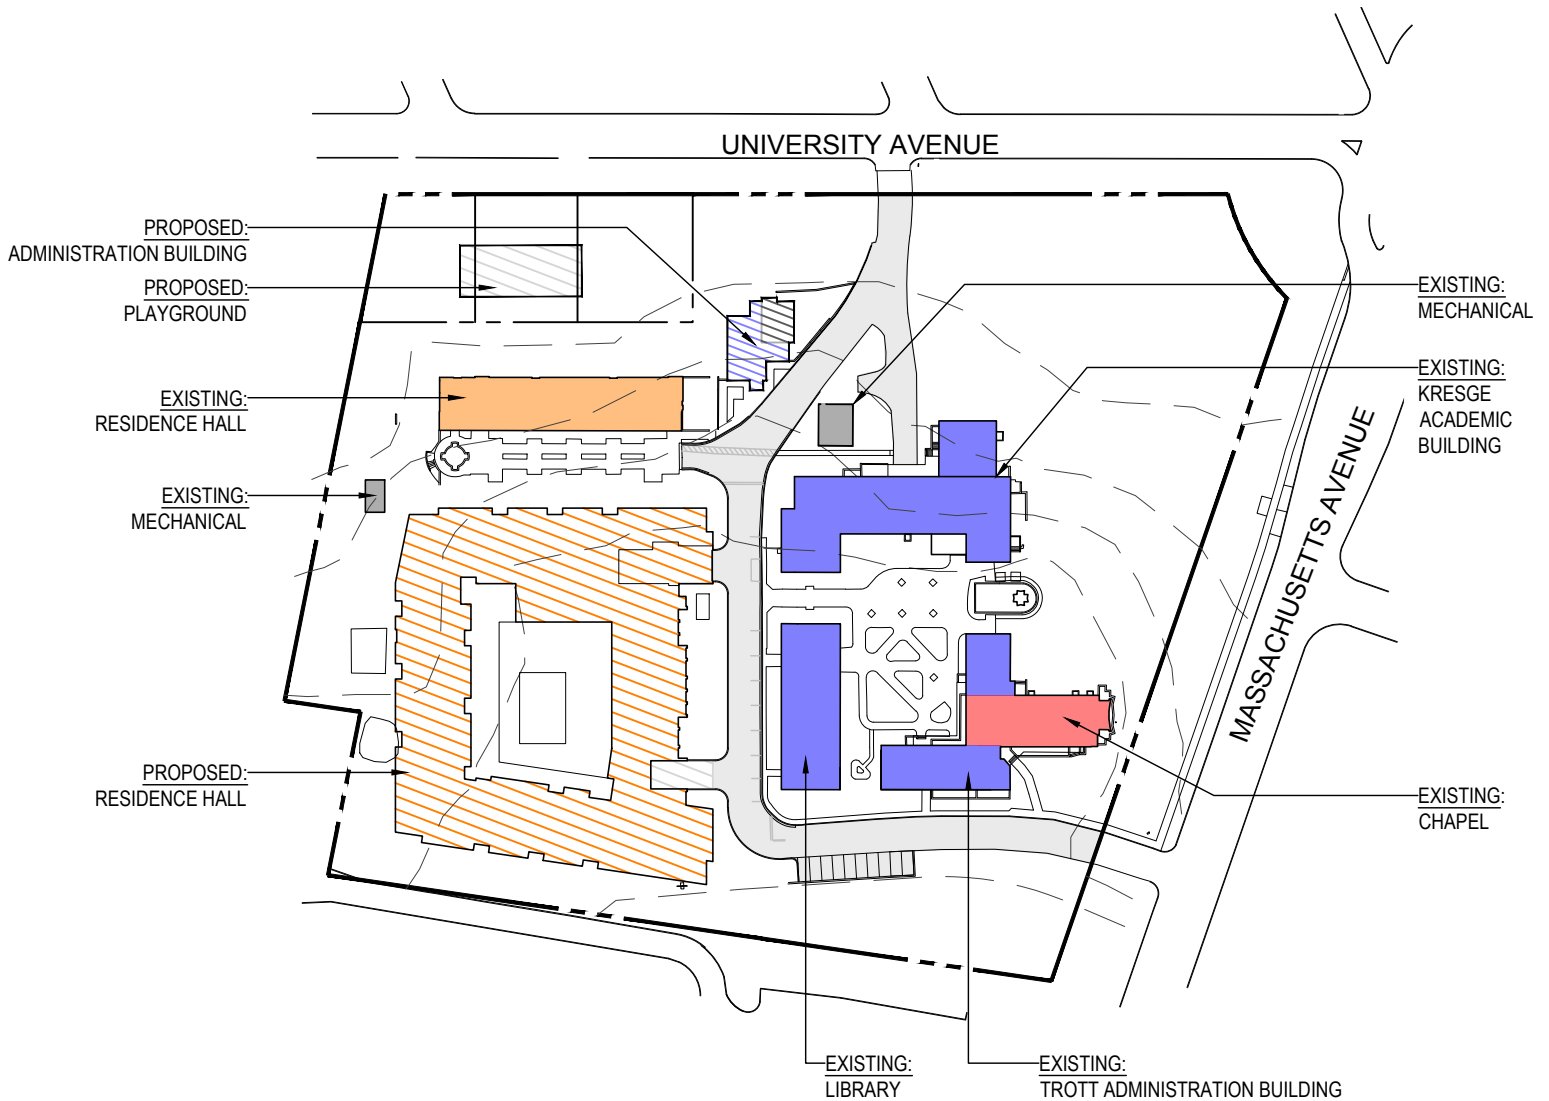 UNIVERSITY AVENUE
PROPOSED:
ADMINISTRATION BUILDING
PROPOSED:
PLAYGROUND
EXISTING:
MECHANICAL
EXISTING:
KRESGE
ACADEMIC
BUILDING
EXISTING:
RESIDENCE HALL
EXISTING:
MECHANICAL
MASSACHUSETTS AVENUE
PROPOSED:
RESIDENCE HALL
EXISTING:
CHAPEL
EXISTING:
LIBRARY
EXISTING:
TROTT ADMINISTRATION BUILDING